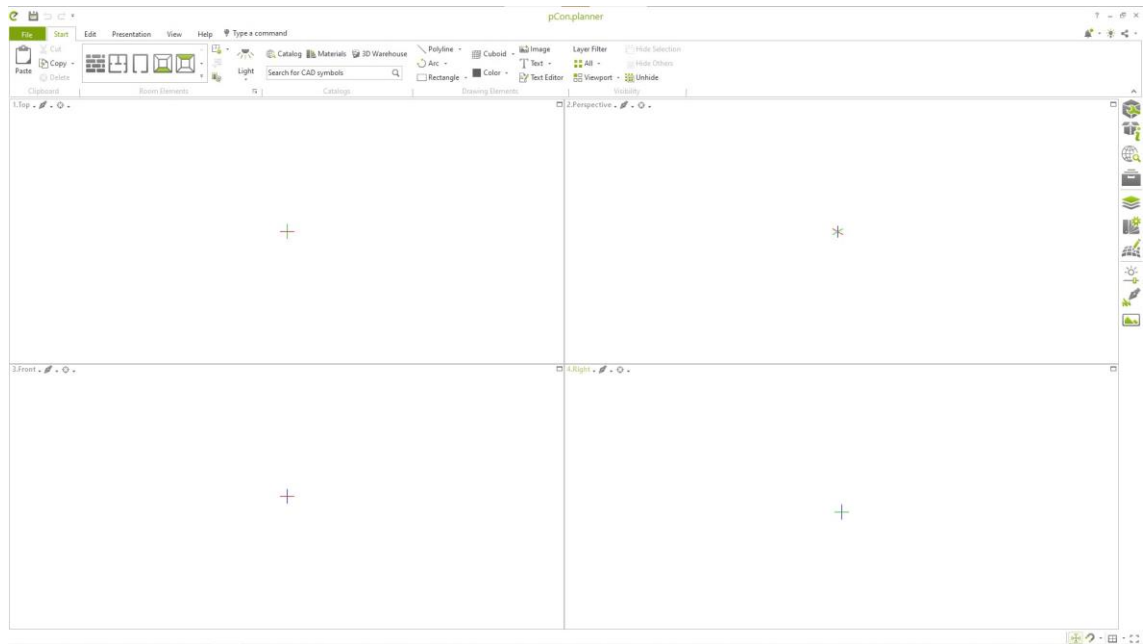 pCon.planner
File Start Edit Presentation View Help Type a command
Paste
Cut
Copy
Delete
Clipboard
Room Elements
Light
Catalog Materials 3D Warehouse
Search for CAD symbols
Catalogs
Polyline
Arc
Rectangle
Cuboid
Color
Image
Text
Text Editor
Drawing Elements
Layer Filter
All
Viewport
Hide Selection
Hide Others
Unhide
Visibility
1.Top
2.Perspective
3.Front
4.Right